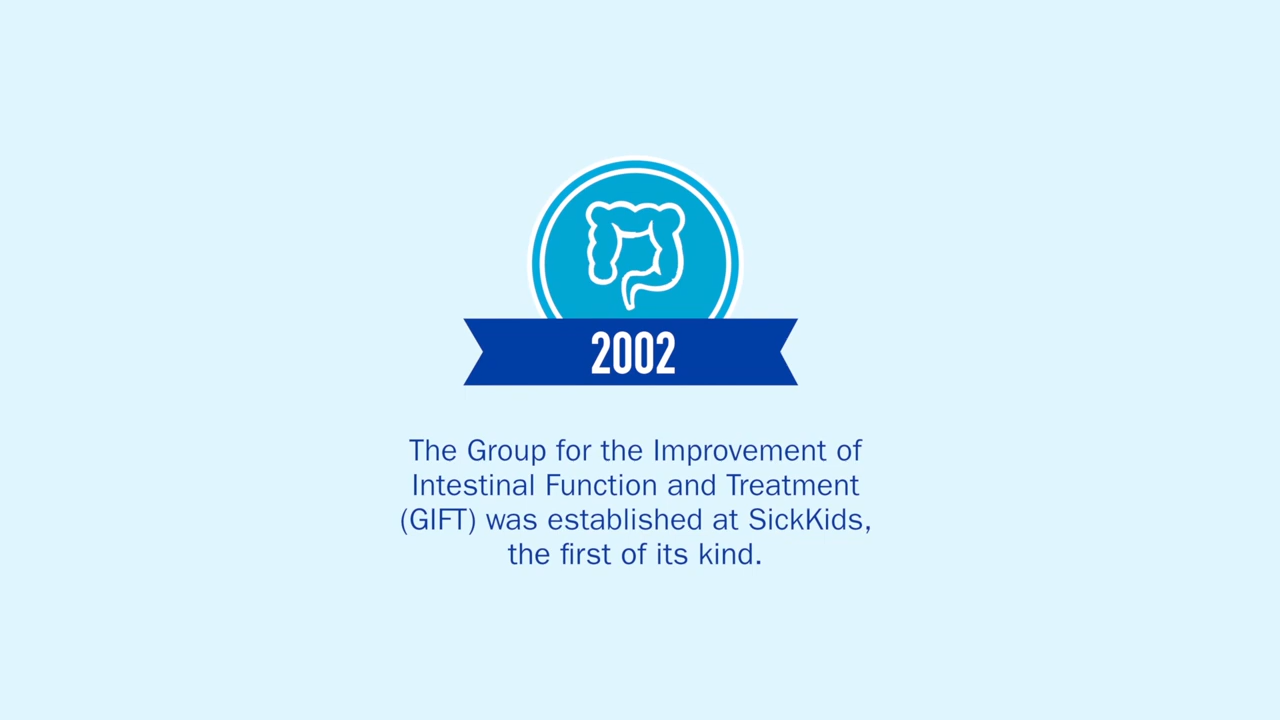 2002
The Group for the Improvement of
Intestinal Function and Treatment
(GIFT) was established at SickKids,
the first of its kind.